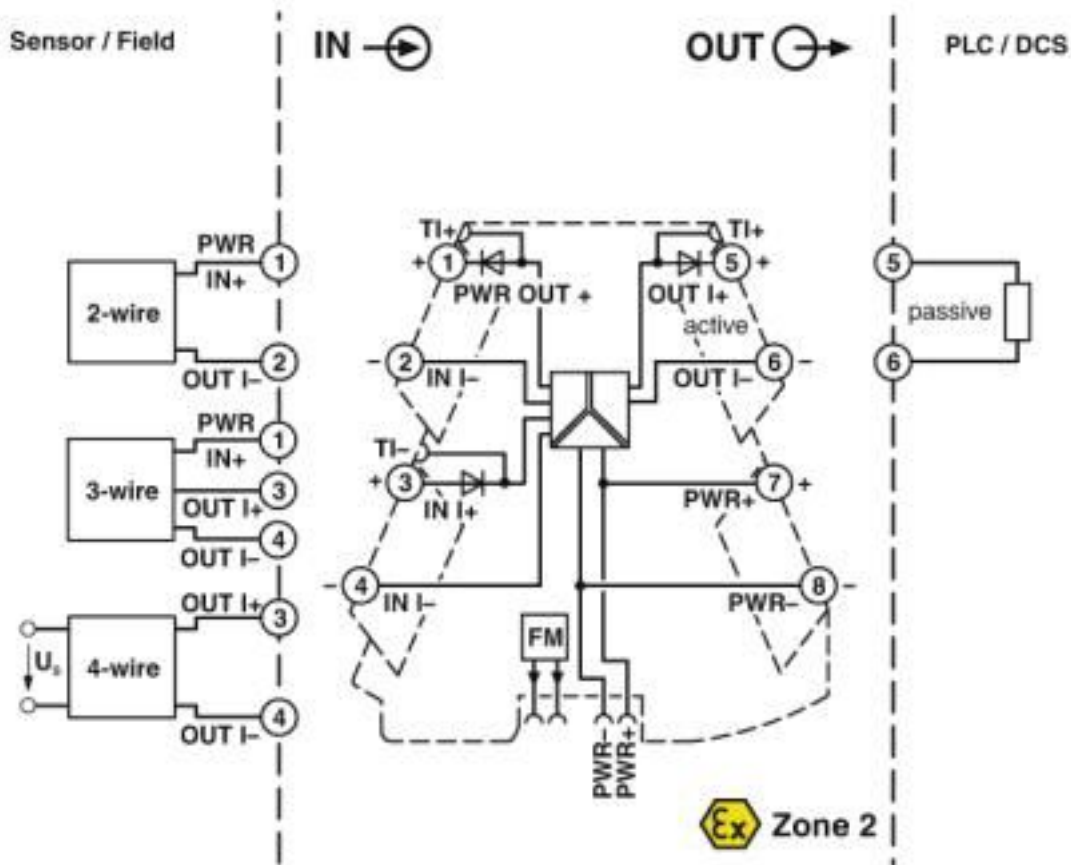 Sensor / Field
IN
OUT
PLC / DCS
PWR
1
IN+
2-wire
2
OUT I–
PWR
1
IN+
3-wire
3
OUT I+
4
OUT I–
OUT I+
3
Us
4-wire
4
OUT I–
TI+
+
1
PWR OUT +
–
2
IN I–
TI–
+
3
IN I+
–
4
IN I–
FM
PWR–
PWR+
TI+
5
+
OUT I+
active
6
–
OUT I–
7
+
PWR+
8
–
PWR–
5
passive
6
Ex
Zone 2